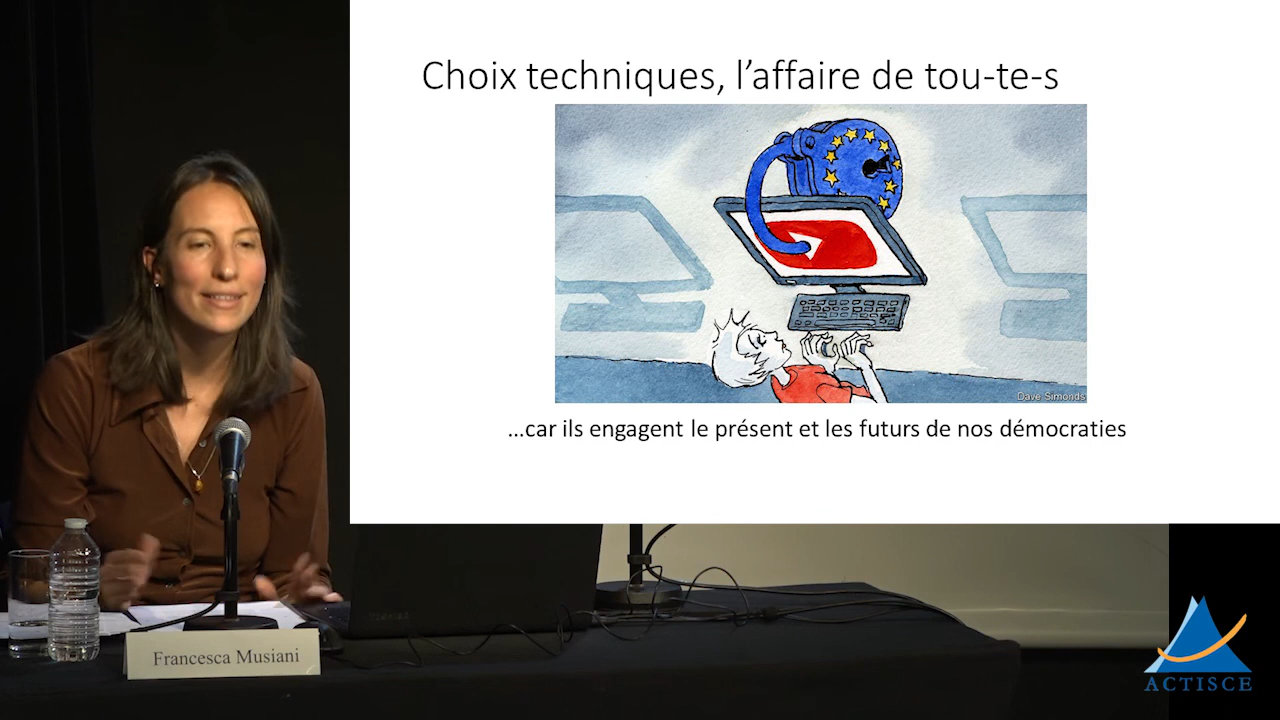 Choix techniques, l’affaire de tou-te-s
Dave Simonds
...car ils engagent le présent et les futurs de nos démocraties
Francesca Musiani
ACTISCE